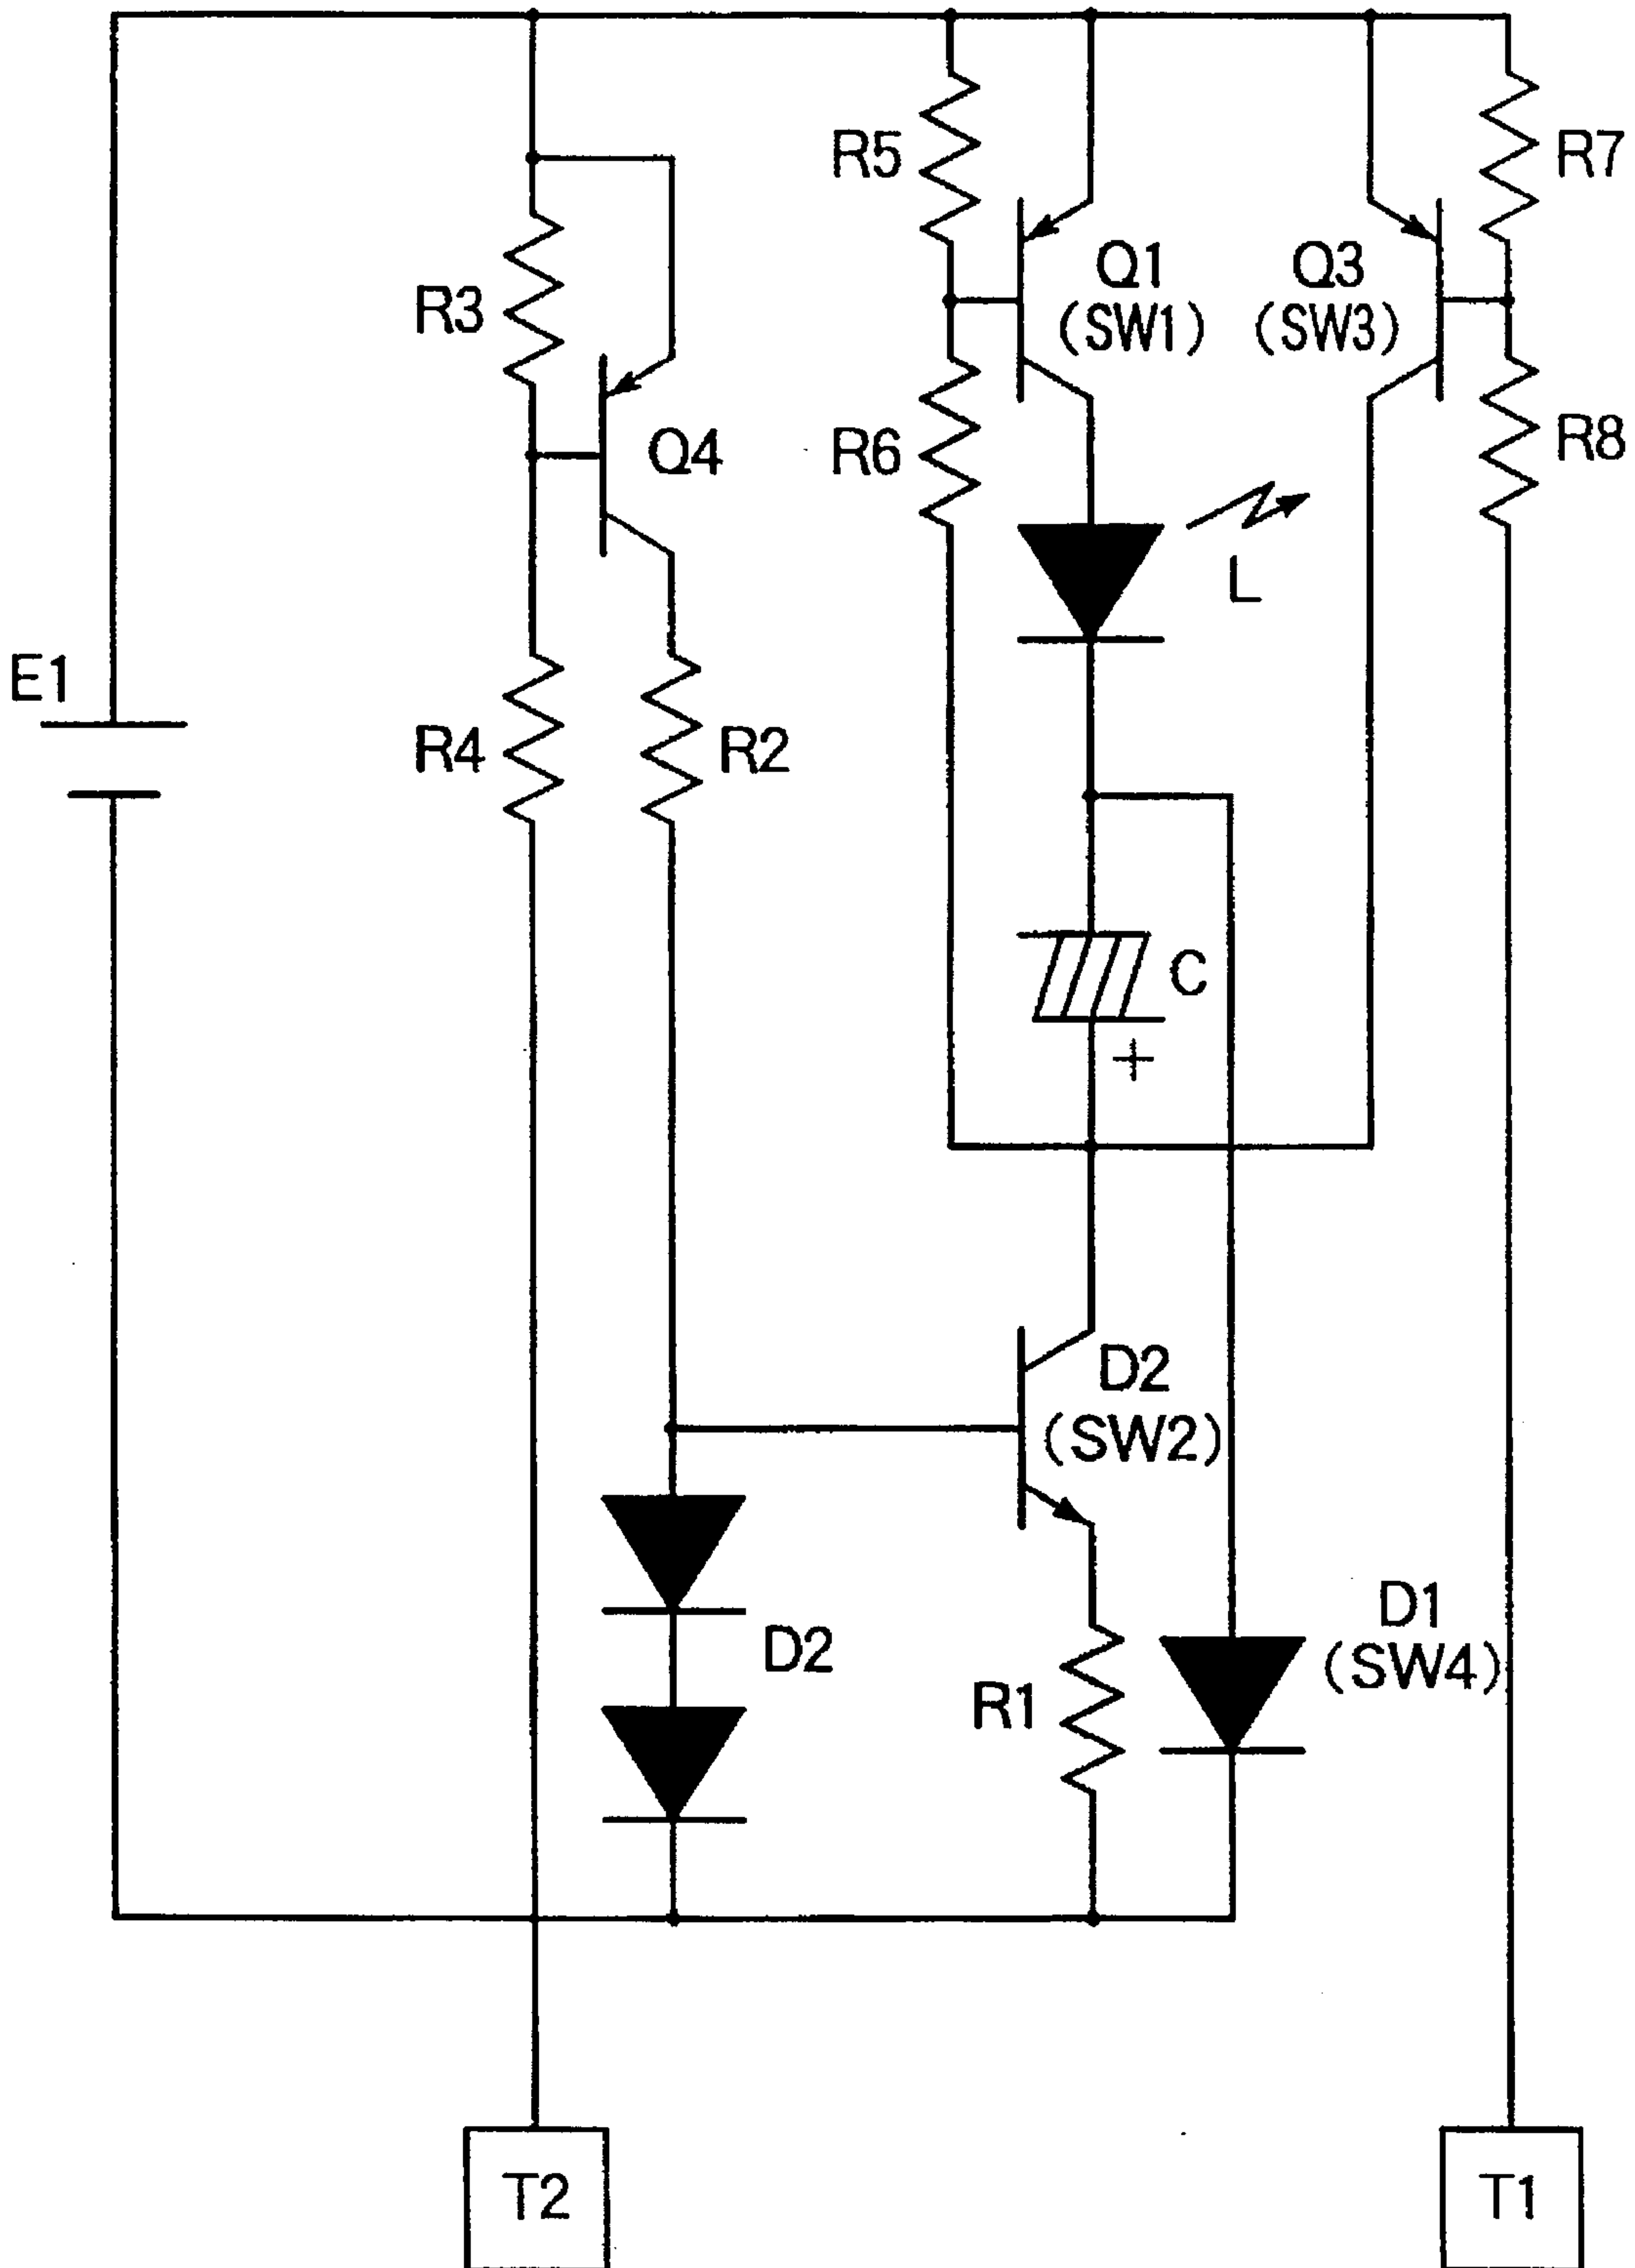 R5
R7
Q1
(SW1)
Q3
(SW3)
R3
Q4
R6
R8
L
E1
R4
R2
C
+
D2
(SW2)
D1
(SW4)
D2
R1
T2
T1